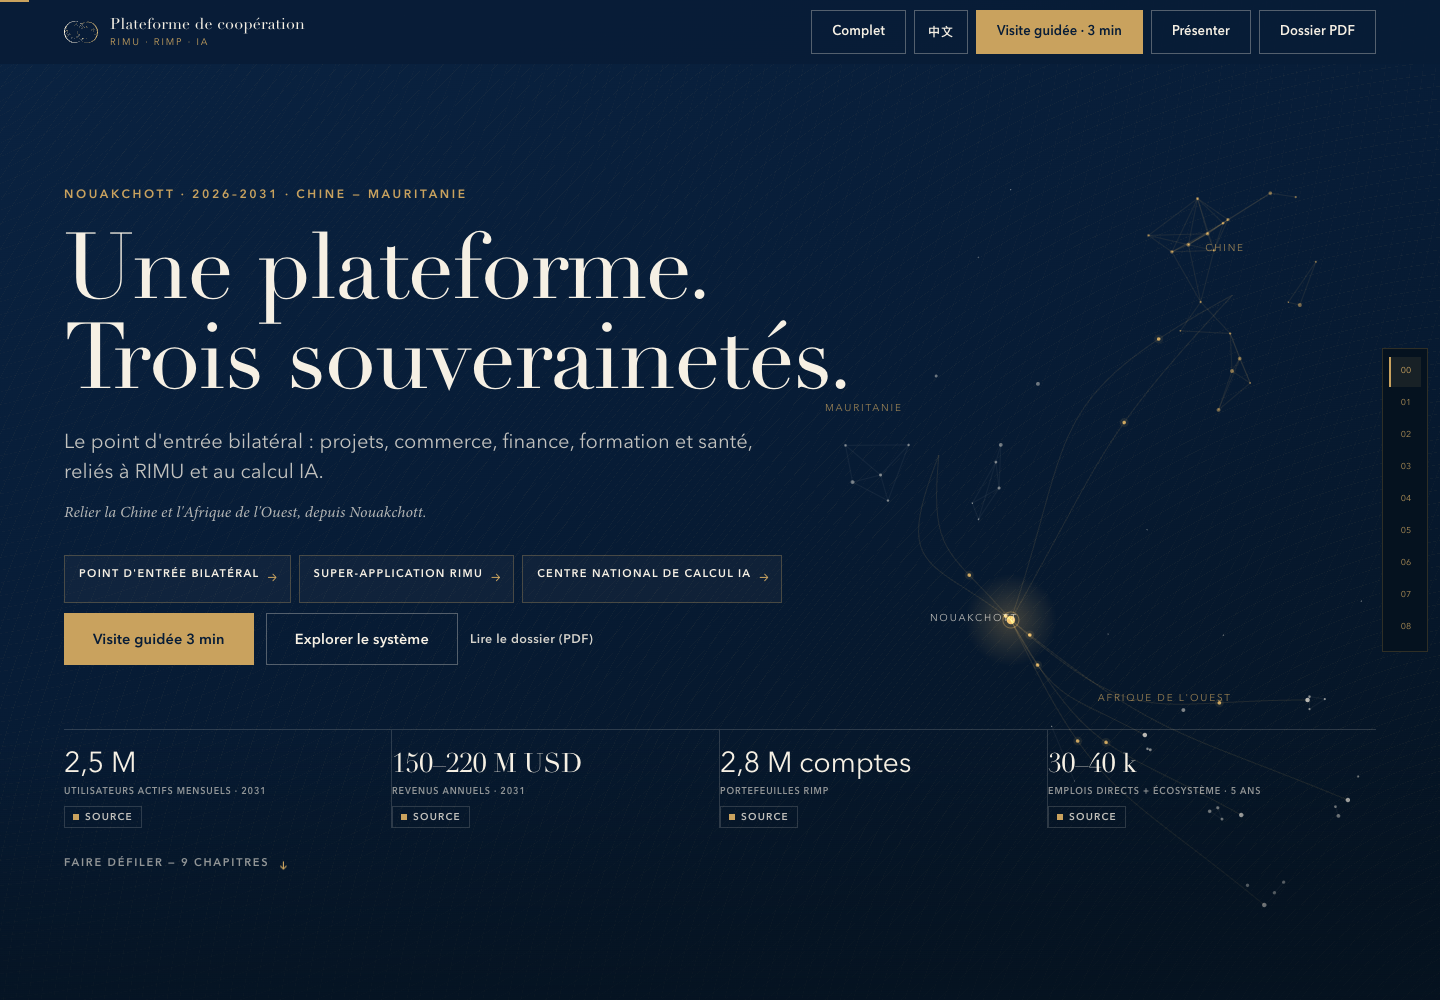 Plateforme de coopération
RIMU · RIMP · IA
Complet
中文
Visite guidée · 3 min
Présenter
Dossier PDF
NOUAKCHOTT · 2026–2031 · CHINE — MAURITANIE
Une plateforme.
Trois souverainetés.
Le point d'entrée bilatéral : projets, commerce, finance, formation et santé,
reliés à RIMU et au calcul IA.
Relier la Chine et l'Afrique de l'Ouest, depuis Nouakchott.
POINT D'ENTRÉE BILATÉRAL →
SUPER-APPLICATION RIMU →
CENTRE NATIONAL DE CALCUL IA →
Visite guidée 3 min
Explorer le système
Lire le dossier (PDF)
CHINE
MAURITANIE
NOUAKCHOTT
AFRIQUE DE L'OUEST
00
01
02
03
04
05
06
07
08
2,5 M
UTILISATEURS ACTIFS MENSUELS · 2031
SOURCE
150–220 M USD
REVENUS ANNUELS · 2031
SOURCE
2,8 M comptes
PORTEFEUILLES RIMP
SOURCE
30–40 k
EMPLOIS DIRECTS + ÉCOSYSTÈME · 5 ANS
SOURCE
FAIRE DÉFILER — 9 CHAPITRES ↓